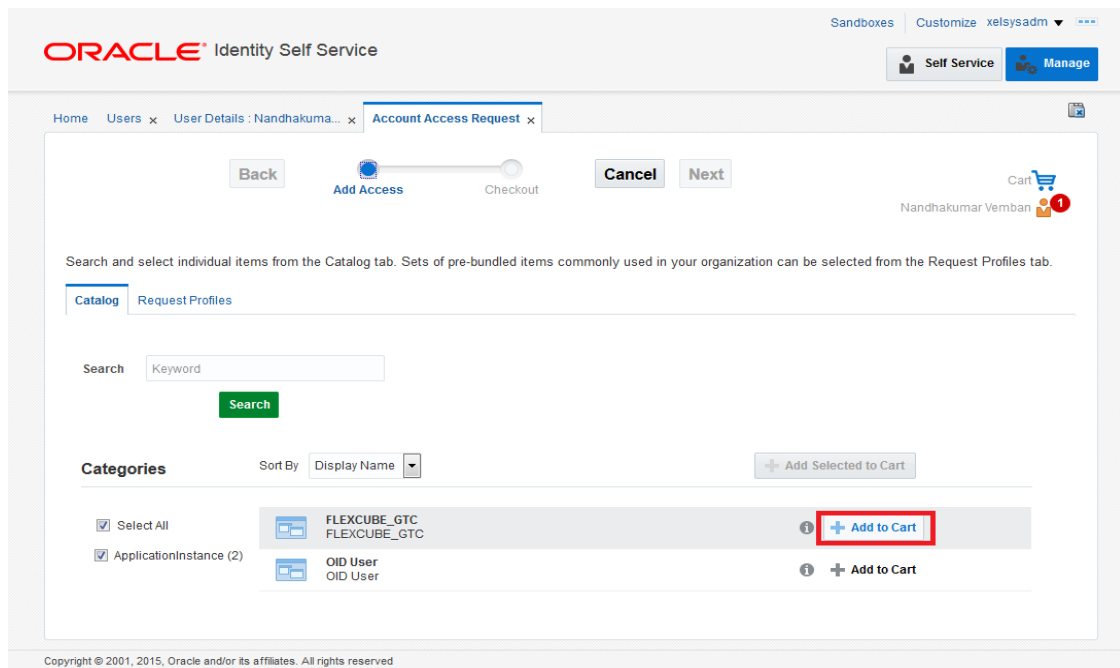 Sandboxes Customize xelsysadm
ORACLE Identity Self Service
Self Service Manage
Home Users x User Details : Nandhakuma... x Account Access Request x
Back Add Access Checkout Cancel Next
Cart
Nandhakumar Vemban 1
Search and select individual items from the Catalog tab. Sets of pre-bundled items commonly used in your organization can be selected from the Request Profiles tab.
Catalog Request Profiles
Search Keyword
Search
Categories Sort By Display Name Add Selected to Cart
Select All
ApplicationInstance (2)
FLEXCUBE_GTC
FLEXCUBE_GTC
Add to Cart
OID User
OID User
Add to Cart
Copyright © 2001, 2015, Oracle and/or its affiliates. All rights reserved